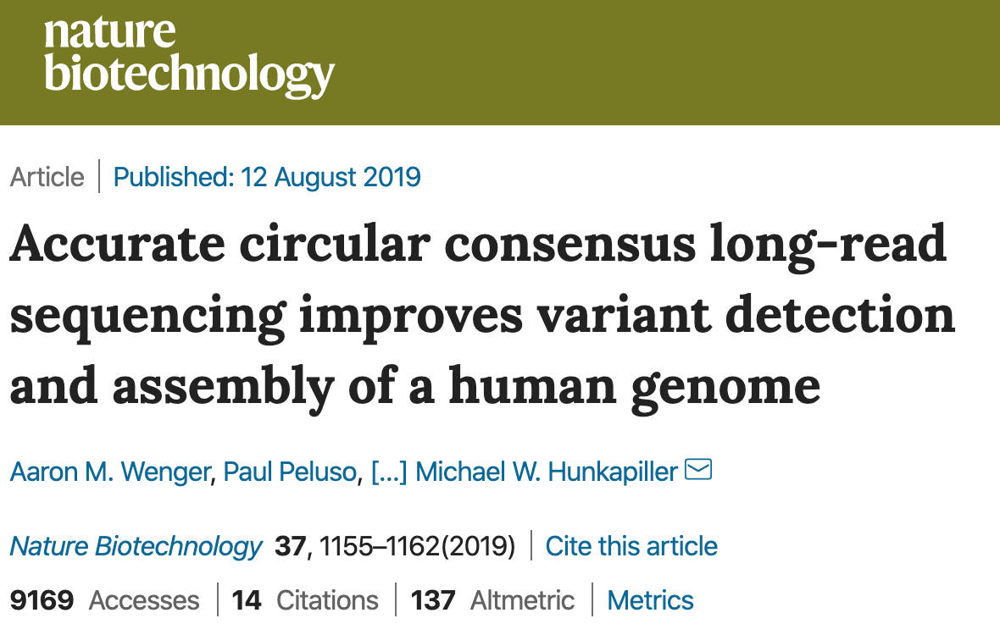 nature
biotechnology
Article | Published: 12 August 2019
Accurate circular consensus long-read
sequencing improves variant detection
and assembly of a human genome
Aaron M. Wenger, Paul Peluso, [...] Michael W. Hunkapiller
Nature Biotechnology 37, 1155–1162(2019) | Cite this article
9169 Accesses | 14 Citations | 137 Altmetric | Metrics